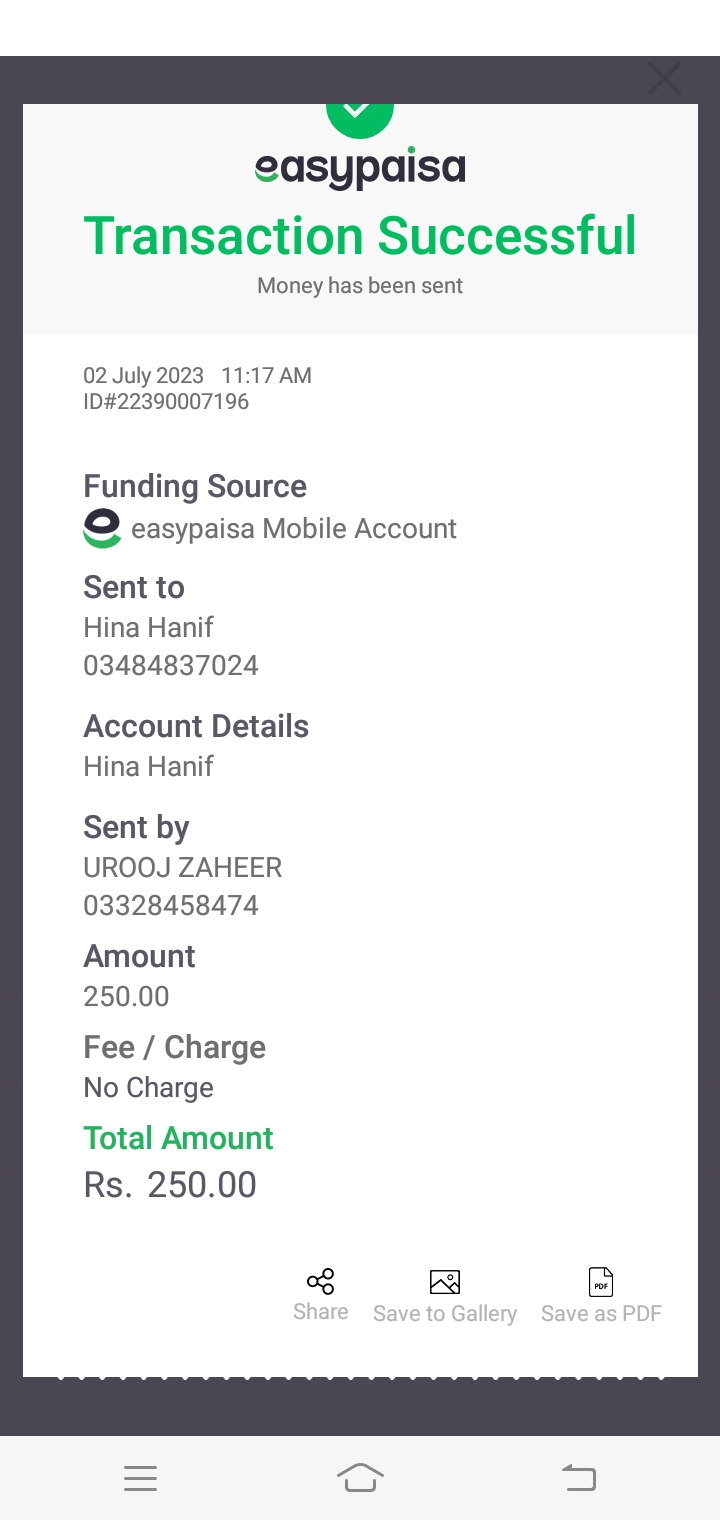 easypaisa
Transaction Successful
Money has been sent
02 July 2023 11:17 AM
ID#22390007196
Funding Source
easypaisa Mobile Account
Sent to
Hina Hanif
03484837024
Account Details
Hina Hanif
Sent by
UROOJ ZAHEER
03328458474
Amount
250.00
Fee / Charge
No Charge
Total Amount
Rs. 250.00
PDF
Share Save to Gallery Save as PDF